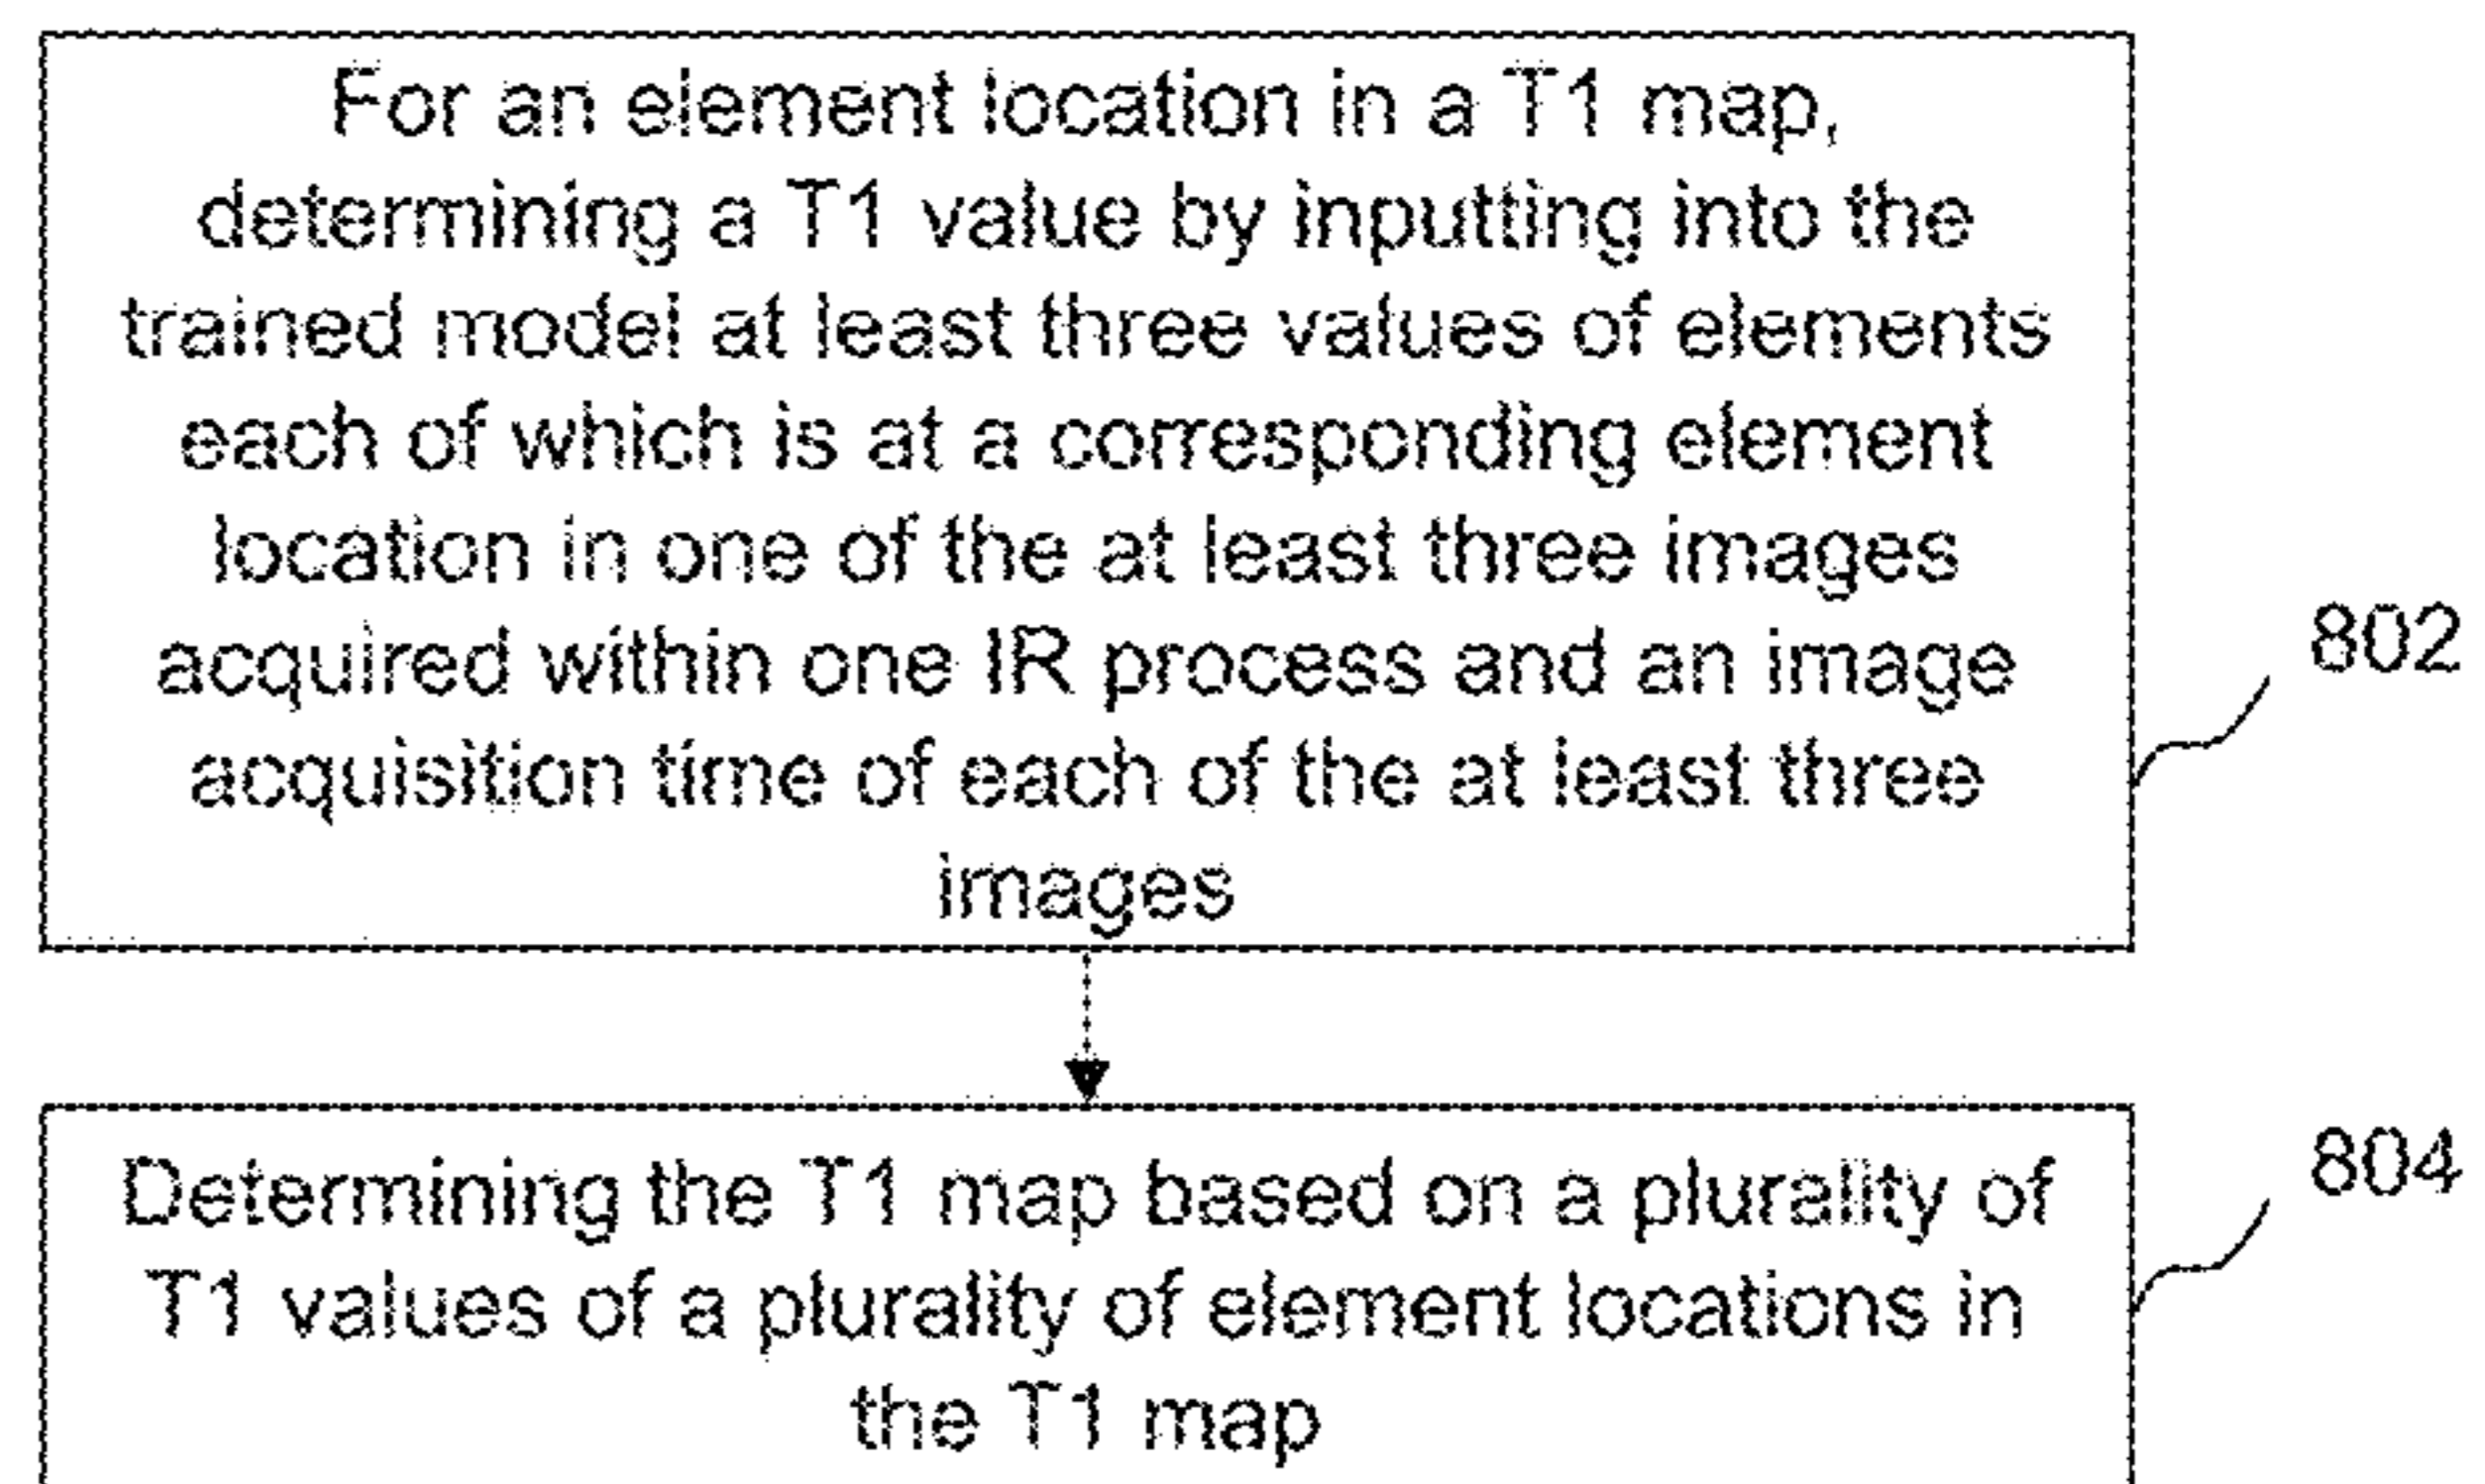 For an element location in a T1 map,
determining a T1 value by inputting into the
trained model at least three values of elements
each of which is at a corresponding element
location in one of the at least three images
acquired within one IR process and an image
acquisition time of each of the at least three
images
802
Determining the T1 map based on a plurality of
T1 values of a plurality of element locations in
the T1 map
804